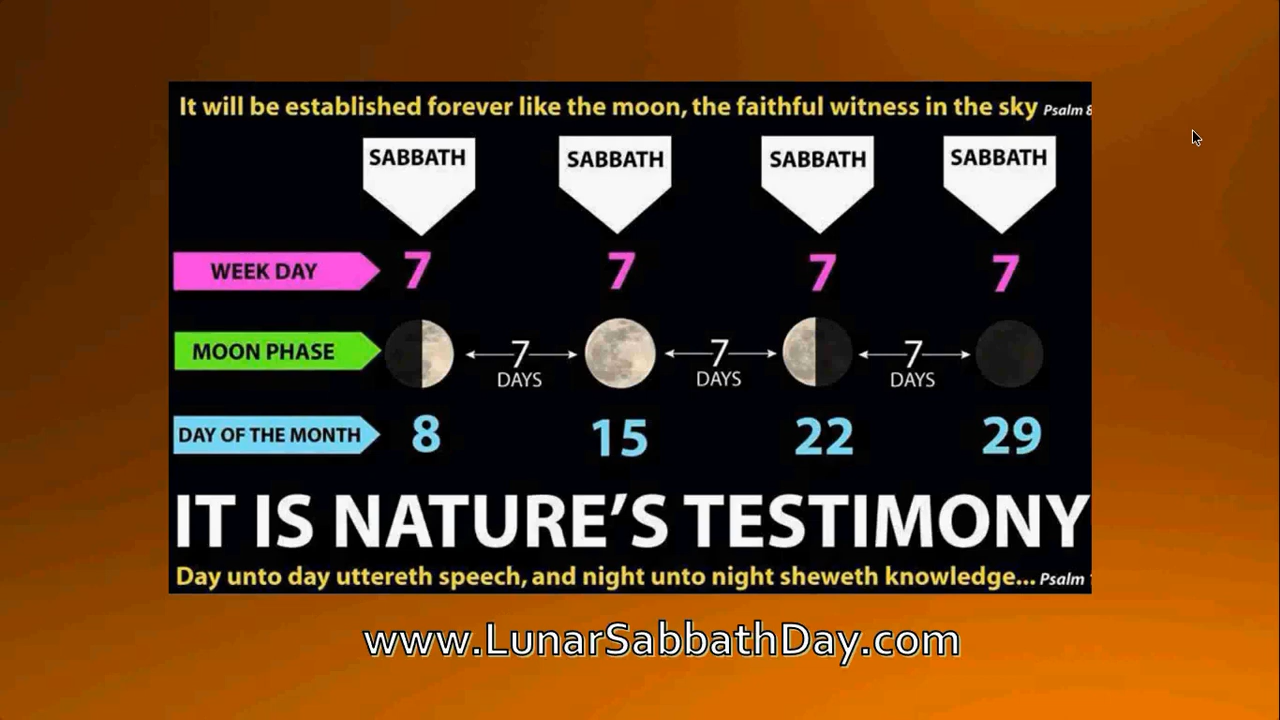 It will be established forever like the moon, the faithful witness in the sky Psalm 8
SABBATH SABBATH SABBATH SABBATH
WEEK DAY 7 7 7 7
MOON PHASE 7 7 7
DAYS DAYS DAYS
DAY OF THE MONTH 8 15 22 29
IT IS NATURE'S TESTIMONY
Day unto day uttereth speech, and night unto night sheweth knowledge... Psalm
www.LunarSabbathDay.com